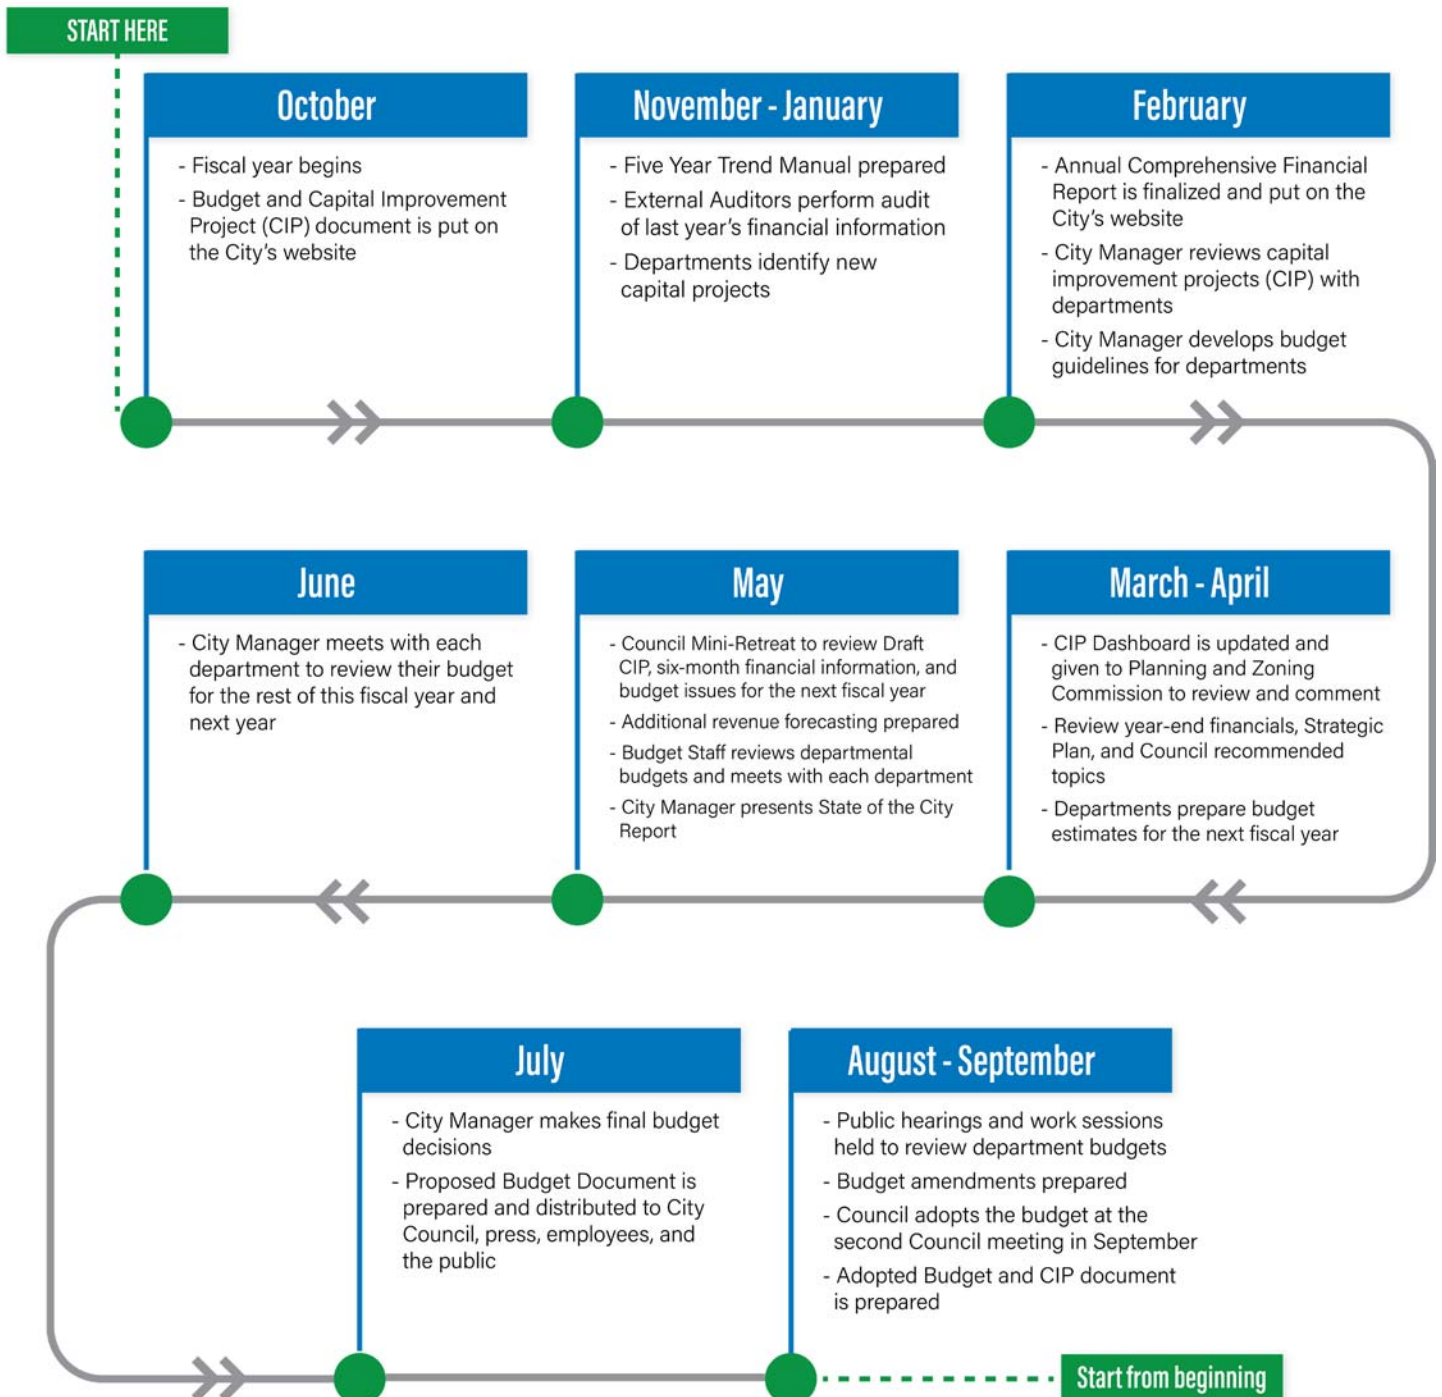 START HERE
October
- Fiscal year begins
- Budget and Capital Improvement
Project (CIP) document is put on
the City's website
November - January
- Five Year Trend Manual prepared
- External Auditors perform audit
of last year's financial information
- Departments identify new
capital projects
February
- Annual Comprehensive Financial
Report is finalized and put on the
City's website
- City Manager reviews capital
improvement projects (CIP) with
departments
- City Manager develops budget
guidelines for departments
March - April
- CIP Dashboard is updated and
given to Planning and Zoning
Commission to review and comment
- Review year-end financials, Strategic
Plan, and Council recommended
topics
- Departments prepare budget
estimates for the next fiscal year
May
- Council Mini-Retreat to review Draft
CIP, six-month financial information, and
budget issues for the next fiscal year
- Additional revenue forecasting prepared
- Budget Staff reviews departmental
budgets and meets with each department
- City Manager presents State of the City
Report
June
- City Manager meets with each
department to review their budget
for the rest of this fiscal year and
next year
July
- City Manager makes final budget
decisions
- Proposed Budget Document is
prepared and distributed to City
Council, press, employees, and
the public
August - September
- Public hearings and work sessions
held to review department budgets
- Budget amendments prepared
- Council adopts the budget at the
second Council meeting in September
- Adopted Budget and CIP document
is prepared
Start from beginning